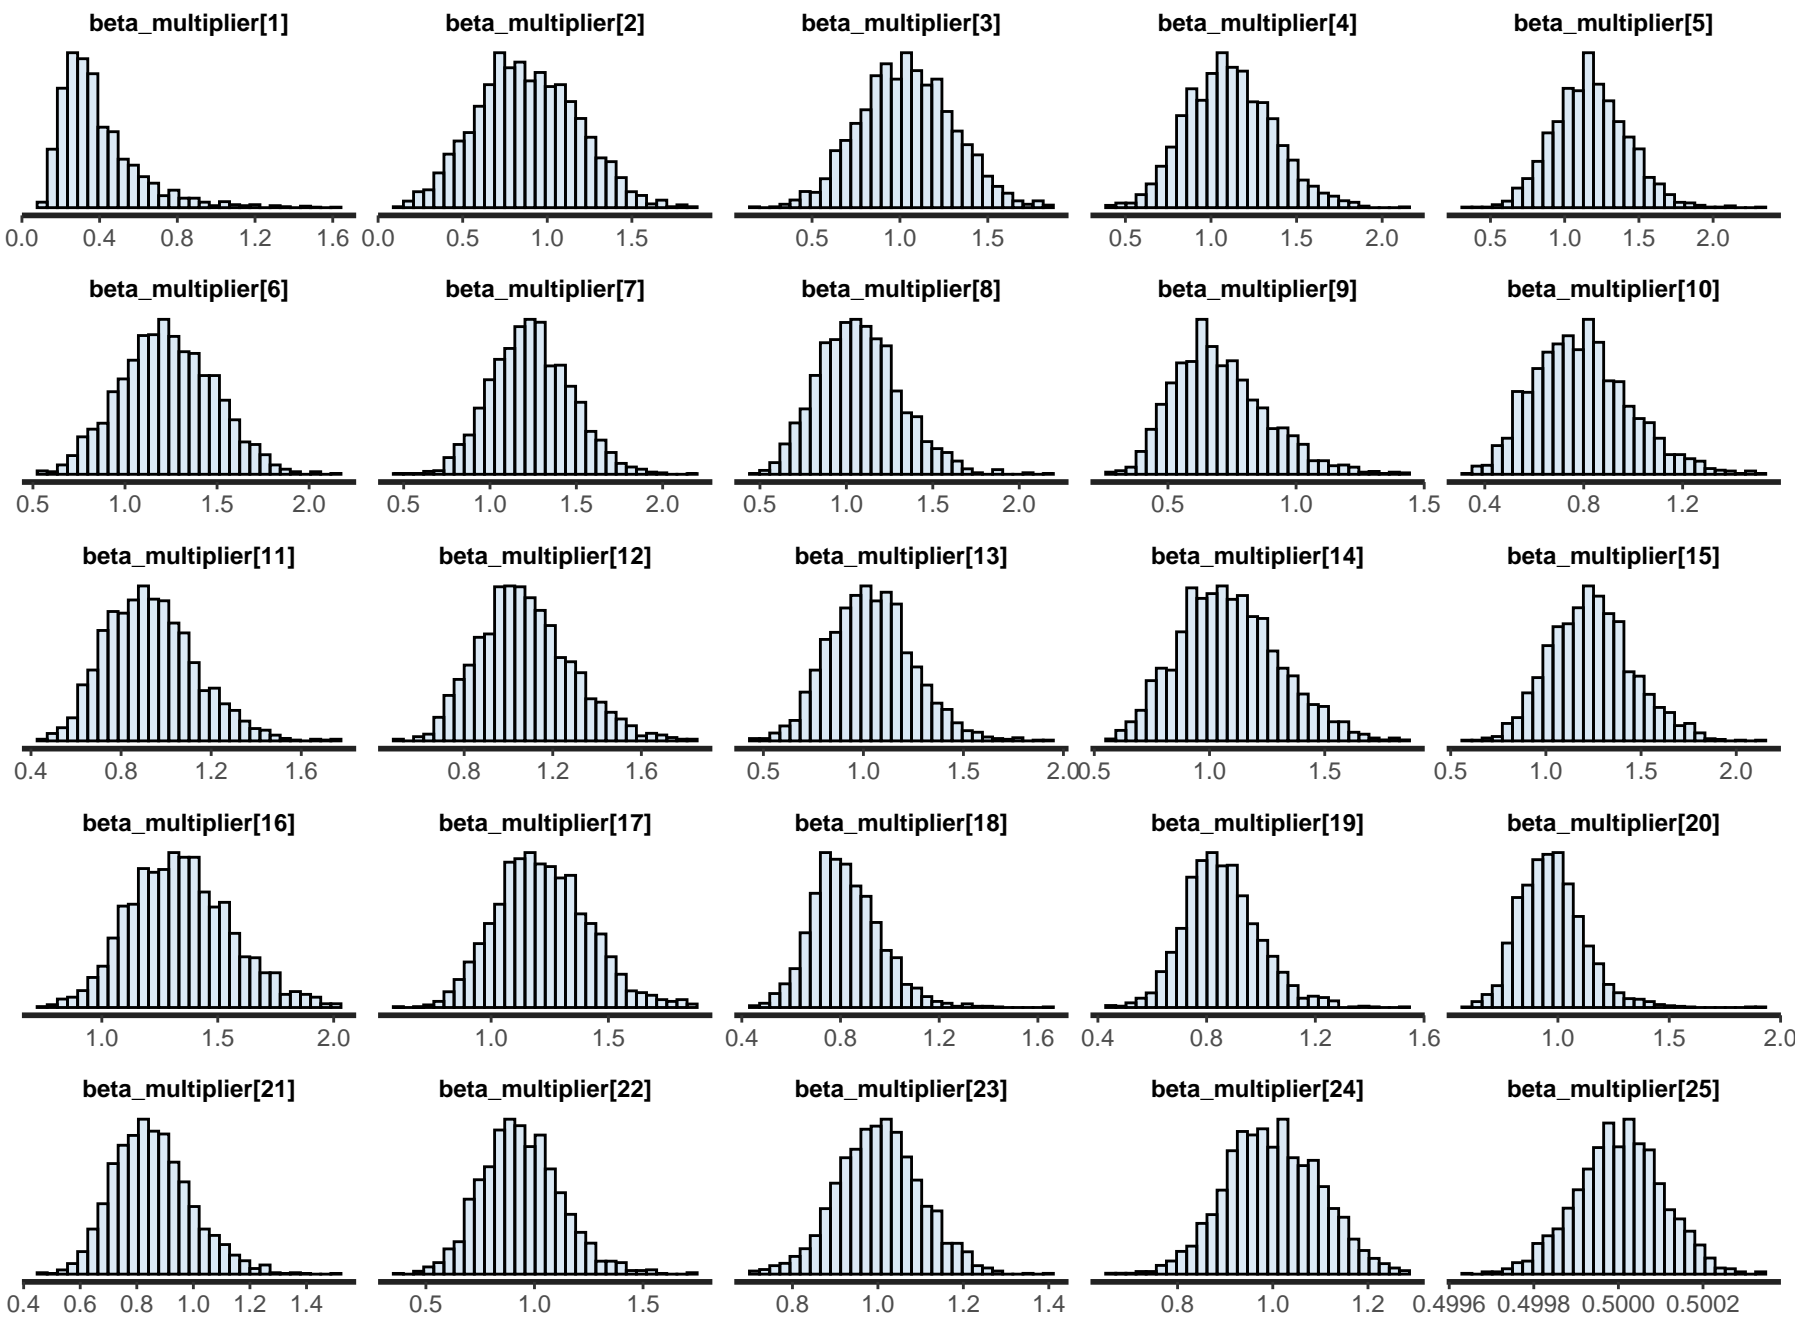 beta_multiplier[1] beta_multiplier[2] beta_multiplier[3] beta_multiplier[4] beta_multiplier[5]
0.0 0.4 0.8 1.2 1.6 0.0 0.5 1.0 1.5 0.5 1.0 1.5 0.5 1.0 1.5 2.0 0.5 1.0 1.5 2.0
beta_multiplier[6] beta_multiplier[7] beta_multiplier[8] beta_multiplier[9] beta_multiplier[10]
0.5 1.0 1.5 2.0 0.5 1.0 1.5 2.0 0.5 1.0 1.5 2.0 0.5 1.0 1.5 0.4 0.8 1.2
beta_multiplier[11] beta_multiplier[12] beta_multiplier[13] beta_multiplier[14] beta_multiplier[15]
0.4 0.8 1.2 1.6 0.8 1.2 1.6 0.5 1.0 1.5 2.0 0.5 1.0 1.5 0.5 1.0 1.5 2.0
beta_multiplier[16] beta_multiplier[17] beta_multiplier[18] beta_multiplier[19] beta_multiplier[20]
1.0 1.5 2.0 1.0 1.5 0.4 0.8 1.2 1.6 0.4 0.8 1.2 1.6 1.0 1.5 2.0
beta_multiplier[21] beta_multiplier[22] beta_multiplier[23] beta_multiplier[24] beta_multiplier[25]
0.4 0.6 0.8 1.0 1.2 1.4 0.5 1.0 1.5 0.8 1.0 1.2 1.4 0.8 1.0 1.2 0.4996 0.4998 0.5000 0.5002